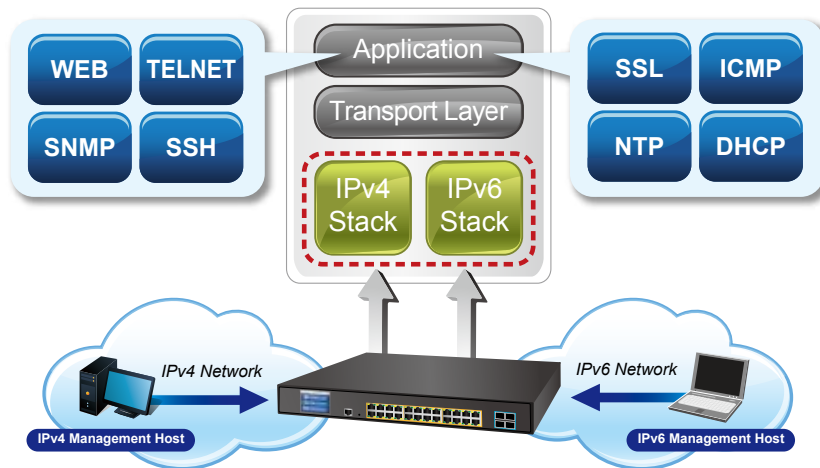 Application
WEB TELNET
SNMP SSH
SSL ICMP
NTP DHCP
Transport Layer
IPv4
Stack
IPv6
Stack
IPv4 Network
IPv6 Network
IPv4 Management Host
IPv6 Management Host